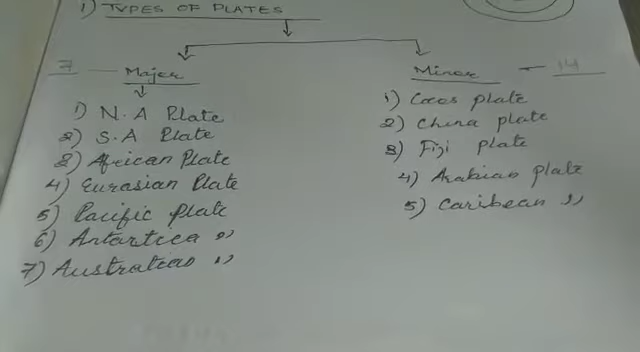 1) TYPES OF PLATES
7 — Major
Minor — 14
1) N.A Plate
2) S.A Plate
3) African Plate
4) Eurasian Plate
5) Pacific Plate
6) Antartica ,,
7) Australian ,,
1) Cocos plate
2) China plate
3) Fiji plate
4) Arabian plate
5) Caribean ,,